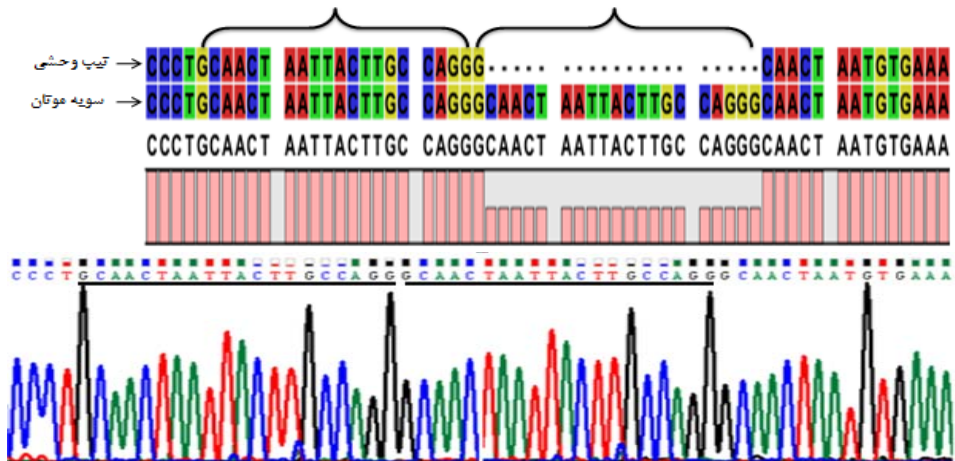 تیپ وحشی CCCTGCAACT AATTACTTGC CAGGG····· ·········· ·····CAACT AATGTGAAA
سویه موتان CCCTGCAACT AATTACTTGC CAGGGCAACT AATTACTTGC CAGGGCAACT AATGTGAAA
CCCTGCAACT AATTACTTGC CAGGGCAACT AATTACTTGC CAGGGCAACT AATGTGAAA
CCCTGCAACTAATTACTTGCCAGGGCAACTAATTACTTGCCAGGGCAACTAATGTGAAA